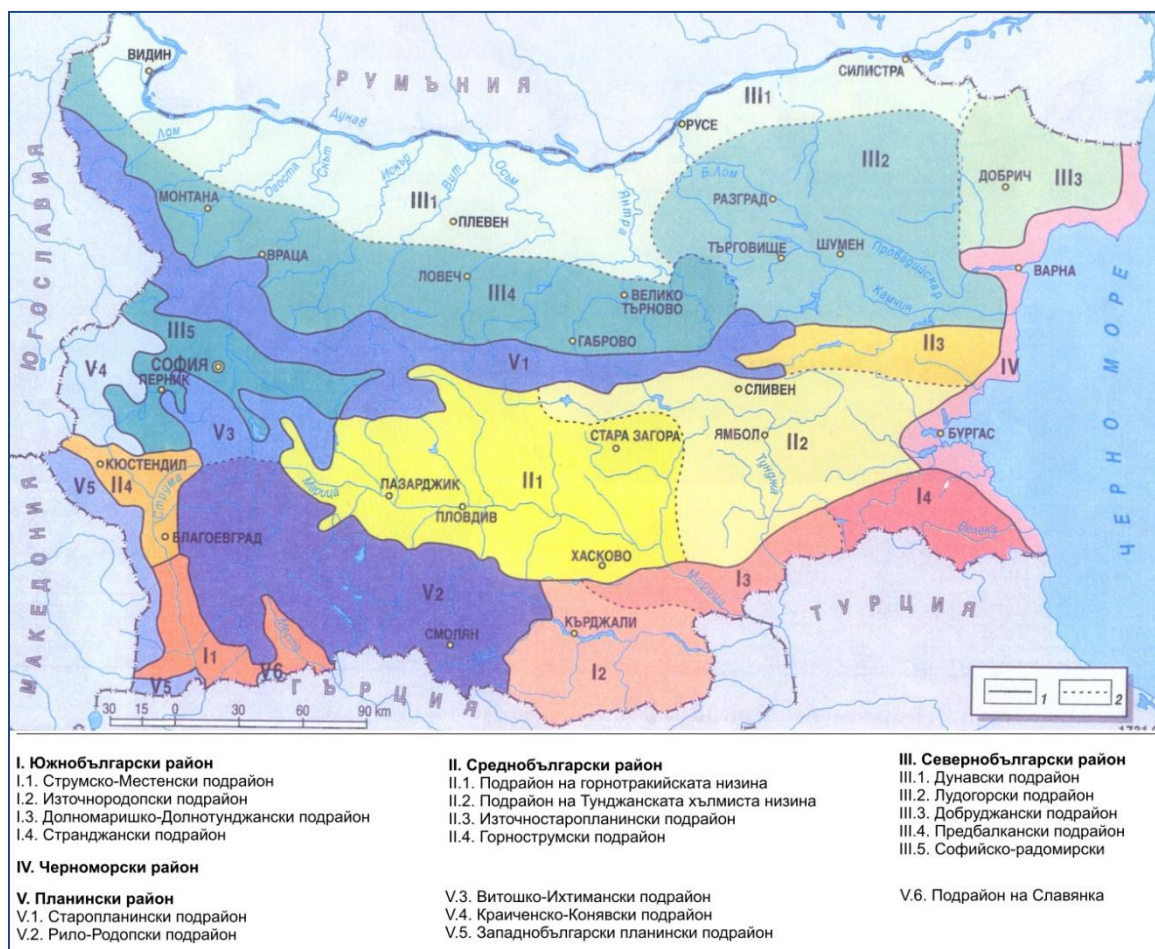 ВИДИН
РУМЪНИЯ
СИЛИСТРА
III1
РУСЕ
Дунав
Лом
III2
ДОБРИЧ
III3
Огоста
Скът
Искър
Вит
Осъм
Янтра
Б.Лом
РАЗГРАД
МОНТАНА
III1
ПЛЕВЕН
ТЪРГОВИЩЕ
ШУМЕН
Провадийска р.
ВРАЦА
ЛОВЕЧ
III4
ВЕЛИКО
ТЪРНОВО
Камчия
ВАРНА
ЮГОСЛАВИЯ
III5
СОФИЯ
ГАБРОВО
V1
II3
IV
ЧЕРНО МОРЕ
V4
ПЕРНИК
V3
СЛИВЕН
СТАРА ЗАГОРА
ЯМБОЛ
II2
БУРГАС
КЮСТЕНДИЛ
V5
II4
Струма
Марица
ПАЗАРДЖИК
II1
ПЛОВДИВ
Тунджа
I4
БЛАГОЕВГРАД
ХАСКОВО
МАКЕДОНИЯ
V2
Марица
I3
ТУРЦИЯ
КЪРДЖАЛИ
СМОЛЯН
I1
Места
V6
I2
V5
ГЪРЦИЯ
1
2
30 15 0 30 60 90 km
I. Южнобългарски район
I.1. Струмско-Местенски подрайон
I.2. Източнородопски подрайон
I.3. Долномаришко-Долнотунджански подрайон
I.4. Странджански подрайон
IV. Черноморски район
V. Планински район
V.1. Старопланински подрайон
V.2. Рило-Родопски подрайон
II. Среднобългарски район
II.1. Подрайон на горнотракийската низина
II.2. Подрайон на Тунджанската хълмиста низина
II.3. Източностаропланински подрайон
II.4. Горнострумски подрайон
V.3. Витошко-Ихтимански подрайон
V.4. Краиченско-Конявски подрайон
V.5. Западнобългарски планински подрайон
III. Севернобългарски район
III.1. Дунавски подрайон
III.2. Лудогорски подрайон
III.3. Добруджански подрайон
III.4. Предбалкански подрайон
III.5. Софийско-радомирски
V.6. Подрайон на Славянка